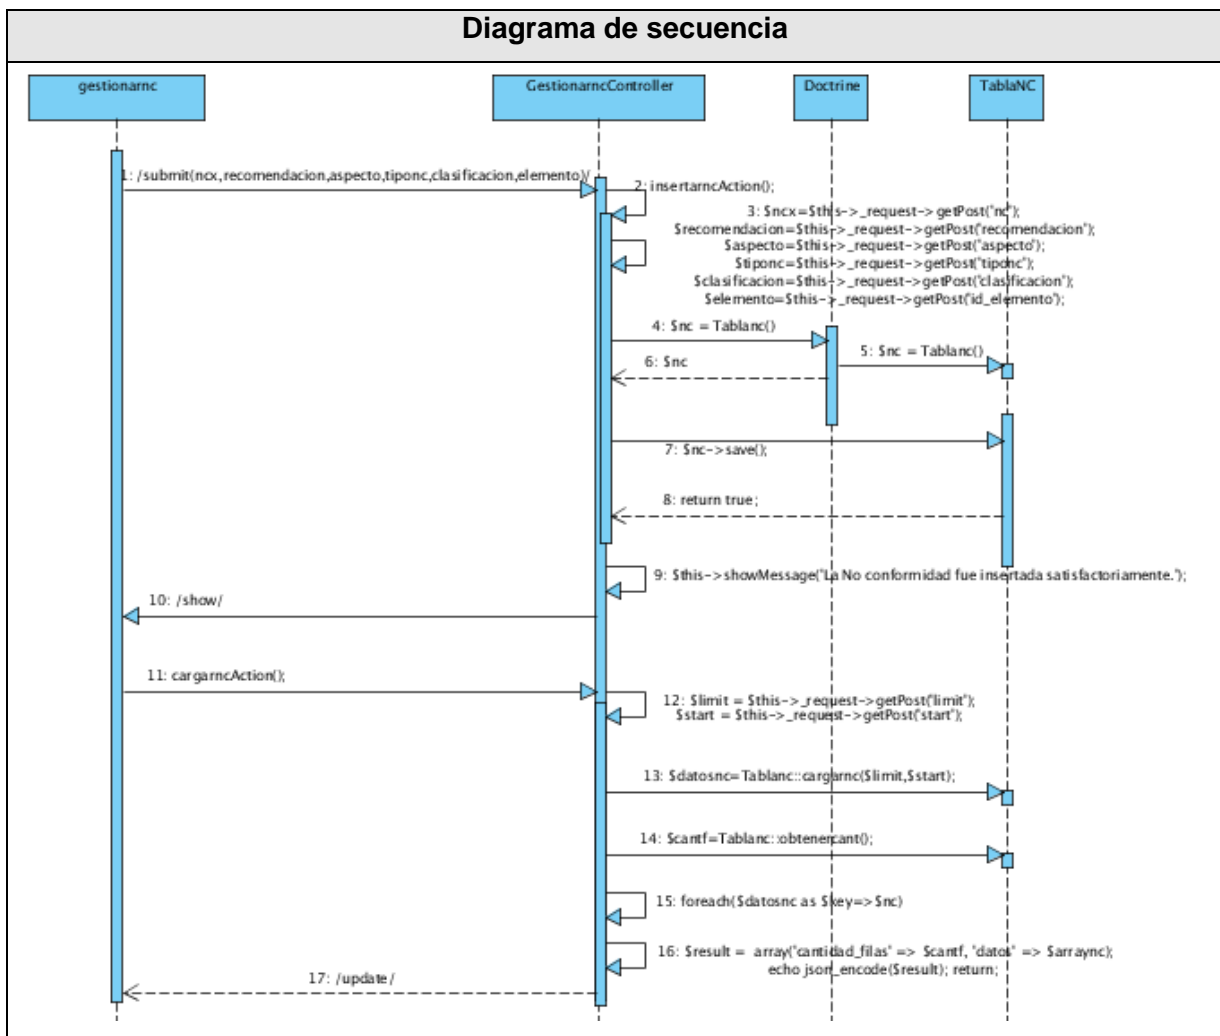 Diagrama de secuencia
gestionarnc
GestionarncController
Doctrine
TablaNC
1: /submit(ncx,recomendacion,aspecto,tiponc,clasificacion,elemento)/
2: insertarncAction();
3: $ncx=$this->_request->getPost("nc");
$recomendacion=$this->_request->getPost("recomendacion");
$aspecto=$this->_request->getPost("aspecto");
$tiponc=$this->_request->getPost("tiponc");
$clasificacion=$this->_request->getPost("clasificacion");
$elemento=$this->_request->getPost("id_elemento");
4: $nc = Tablanc()
5: $nc = Tablanc()
6: $nc
7: $nc->save();
8: return true;
9: $this->showMessage("La No conformidad fue insertada satisfactoriamente.");
10: /show/
11: cargarncAction();
12: $limit = $this->_request->getPost("limit");
$start = $this->_request->getPost("start");
13: $datosnc=Tablanc::cargarnc($limit,$start);
14: $cantf=Tablanc::obtenercant();
15: foreach($datosnc as $key=>$nc)
16: $result = array("cantidad_filas" => $cantf, "datos" => $arraync);
echo json_encode($result); return;
17: /update/